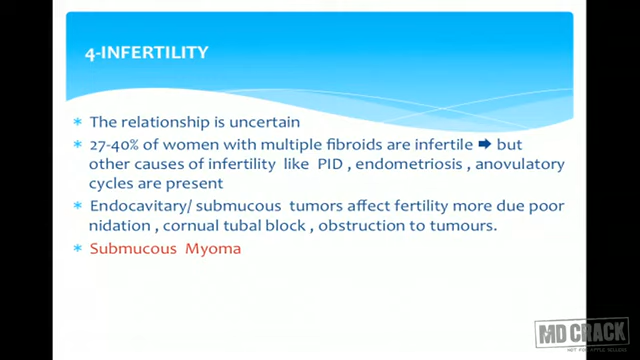 4-INFERTILITY
* The relationship is uncertain
* 27-40% of women with multiple fibroids are infertile ➡ but
other causes of infertility like PID , endometriosis , anovulatory
cycles are present
* Endocavitary/ submucous tumors affect fertility more due poor
nidation , cornual tubal block , obstruction to tumours.
* Submucous Myoma
MD CRACK